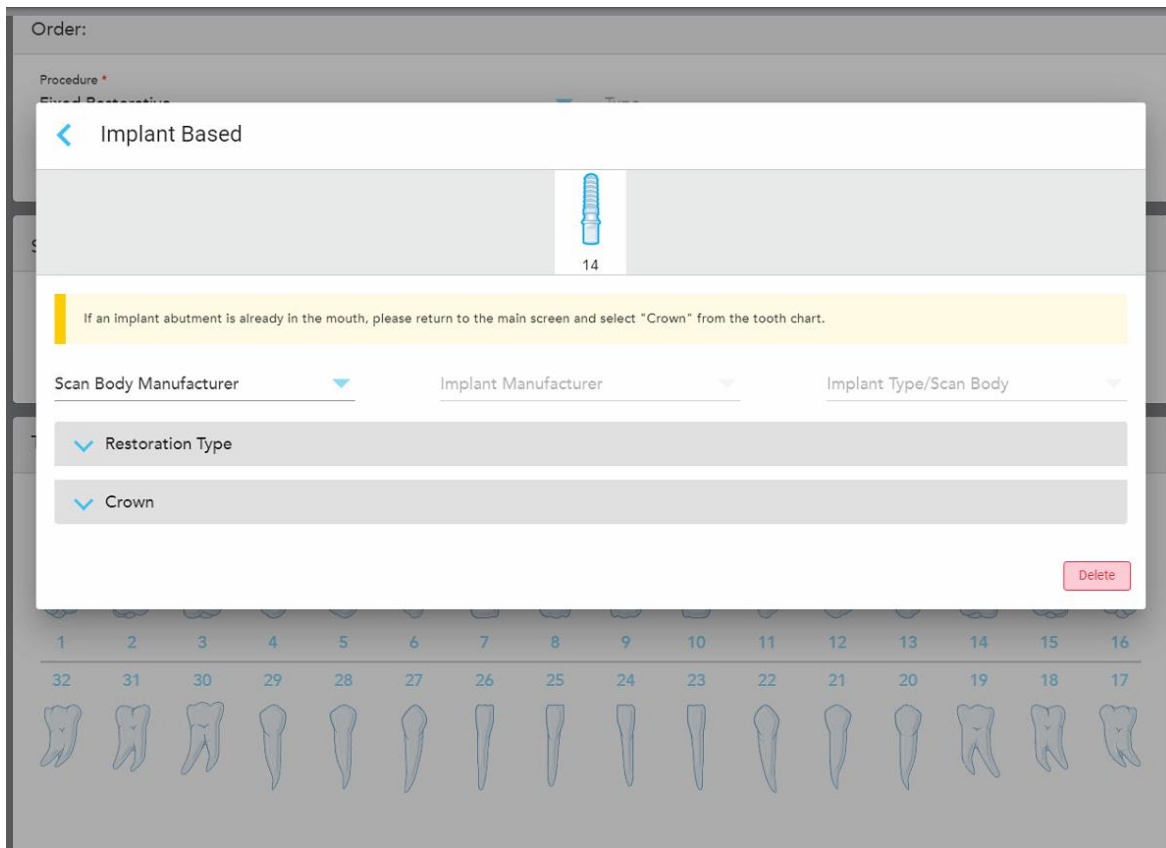 Order:
Procedure *
Fixed Restorative
Type
Implant Based
14
If an implant abutment is already in the mouth, please return to the main screen and select "Crown" from the tooth chart.
Scan Body Manufacturer
Implant Manufacturer
Implant Type/Scan Body
Restoration Type
Crown
Delete
1 2 3 4 5 6 7 8 9 10 11 12 13 14 15 16
32 31 30 29 28 27 26 25 24 23 22 21 20 19 18 17